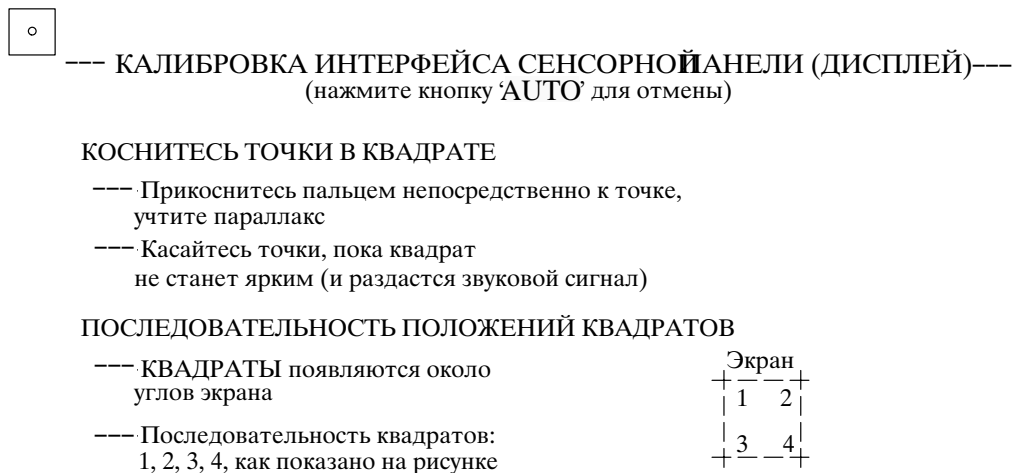 --- КАЛИБРОВКА ИНТЕРФЕЙСА СЕНСОРНОЙ ПАНЕЛИ (ДИСПЛЕЙ)---
(нажмите кнопку 'AUTO' для отмены)
КОСНИТЕСЬ ТОЧКИ В КВАДРАТЕ
--- Прикоснитесь пальцем непосредственно к точке,
учтите параллакс
--- Касайтесь точки, пока квадрат
не станет ярким (и раздастся звуковой сигнал)
ПОСЛЕДОВАТЕЛЬНОСТЬ ПОЛОЖЕНИЙ КВАДРАТОВ
--- КВАДРАТЫ появляются около
углов экрана
--- Последовательность квадратов:
1, 2, 3, 4, как показано на рисунке
Экран
1 2
3 4